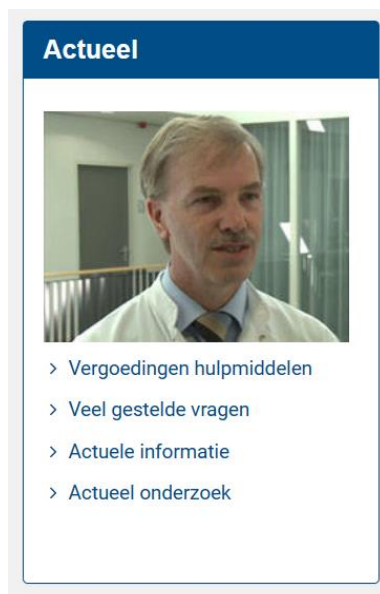 Actueel
Vergoedingen hulpmiddelen
Veel gestelde vragen
Actuele informatie
Actueel onderzoek